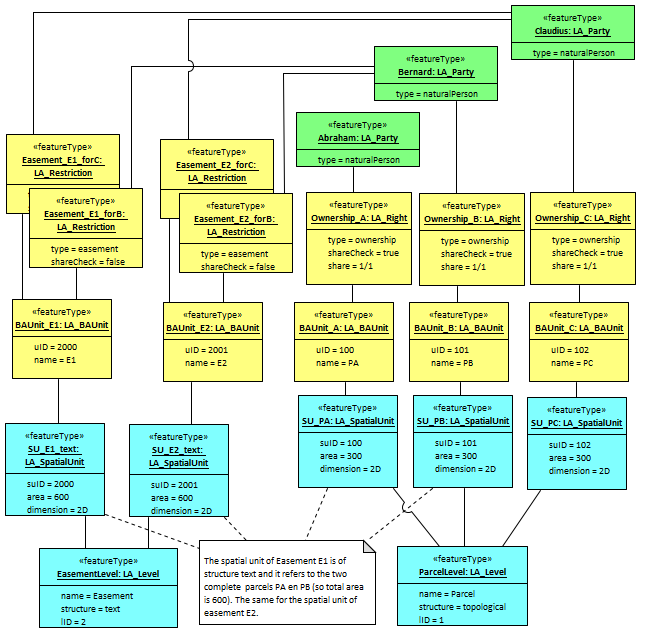 «featureType»
Claudius: LA_Party
type = naturalPerson
«featureType»
Bernard: LA_Party
type = naturalPerson
«featureType»
Abraham: LA_Party
type = naturalPerson
«featureType»
Easement_E1_forC:
LA_Restriction
«featureType»
Easement_E1_forB:
LA_Restriction
type = easement
shareCheck = false
«featureType»
Easement_E2_forC:
LA_Restriction
«featureType»
Easement_E2_forB:
LA_Restriction
type = easement
shareCheck = false
«featureType»
Ownership_A: LA_Right
type = ownership
shareCheck = true
share = 1/1
«featureType»
Ownership_B: LA_Right
type = ownership
shareCheck = true
share = 1/1
«featureType»
Ownership_C: LA_Right
type = ownership
shareCheck = true
share = 1/1
«featureType»
BAUnit_E1: LA_BAUnit
uID = 2000
name = E1
«featureType»
BAUnit_E2: LA_BAUnit
uID = 2001
name = E2
«featureType»
BAUnit_A: LA_BAUnit
uID = 100
name = PA
«featureType»
BAUnit_B: LA_BAUnit
uID = 101
name = PB
«featureType»
BAUnit_C: LA_BAUnit
uID = 102
name = PC
«featureType»
SU_E1_text:
LA_SpatialUnit
suID = 2000
area = 600
dimension = 2D
«featureType»
SU_E2_text:
LA_SpatialUnit
suID = 2001
area = 600
dimension = 2D
«featureType»
SU_PA: LA_SpatialUnit
suID = 100
area = 300
dimension = 2D
«featureType»
SU_PB: LA_SpatialUnit
suID = 101
area = 300
dimension = 2D
«featureType»
SU_PC: LA_SpatialUnit
suID = 102
area = 300
dimension = 2D
«featureType»
EasementLevel: LA_Level
name = Easement
structure = text
lID = 2
The spatial unit of Easement E1 is of
structure text and it refers to the two
complete parcels PA en PB (so total area
is 600). The same for the spatial unit of
easement E2.
«featureType»
ParcelLevel: LA_Level
name = Parcel
structure = topological
lID = 1